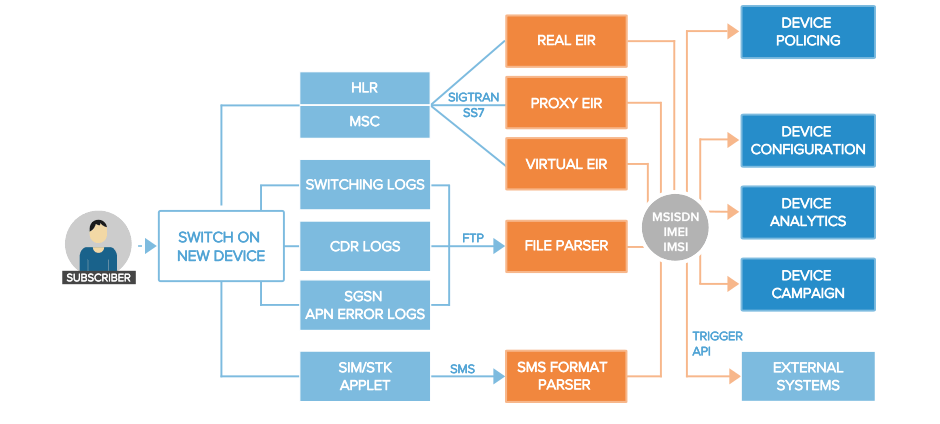 SUBSCRIBER
SWITCH ON
NEW DEVICE
HLR
MSC
SWITCHING LOGS
CDR LOGS
SGSN
APN ERROR LOGS
SIM/STK
APPLET
SIGTRAN
SS7
FTP
SMS
REAL EIR
PROXY EIR
VIRTUAL EIR
FILE PARSER
SMS FORMAT
PARSER
MSISDN
IMEI
IMSI
TRIGGER
API
DEVICE
POLICING
DEVICE
CONFIGURATION
DEVICE
ANALYTICS
DEVICE
CAMPAIGN
EXTERNAL
SYSTEMS